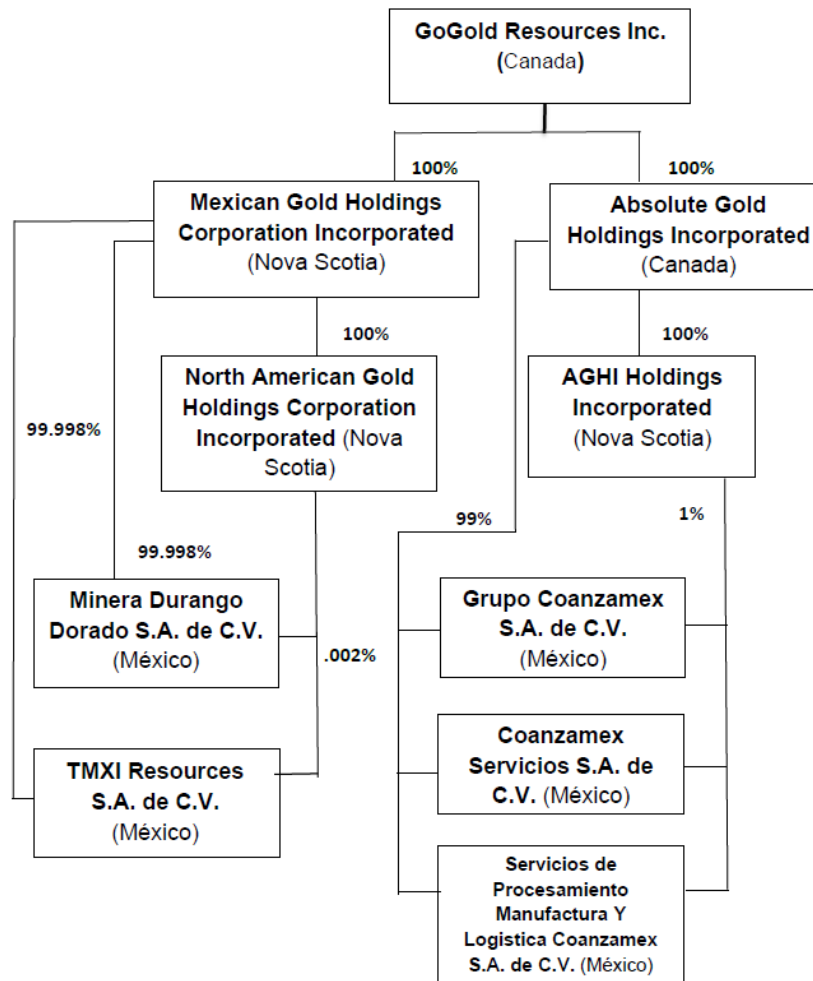 GoGold Resources Inc.
(Canada)
100%
100%
Mexican Gold Holdings
Corporation Incorporated
(Nova Scotia)
Absolute Gold
Holdings Incorporated
(Canada)
100%
100%
North American Gold
Holdings Corporation
Incorporated (Nova
Scotia)
AGHI Holdings
Incorporated
(Nova Scotia)
99.998%
99%
1%
99.998%
Minera Durango
Dorado S.A. de C.V.
(México)
.002%
Grupo Coanzamex
S.A. de C.V.
(México)
TMXI Resources
S.A. de C.V.
(México)
Coanzamex
Servicios S.A. de
C.V. (México)
Servicios de
Procesamiento
Manufactura Y
Logistica Coanzamex
S.A. de C.V. (México)